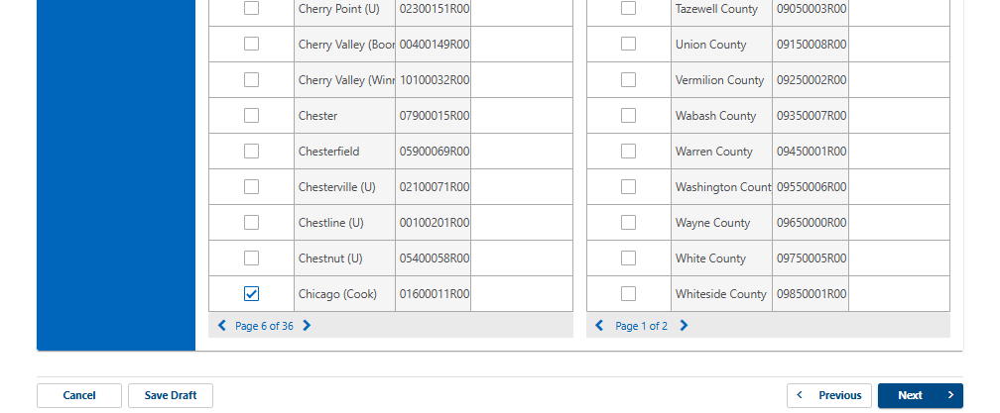 Cherry Point (U) 02300151R00 Tazewell County 09050003R00
Cherry Valley (Boor 00400149R00 Union County 09150008R00
Cherry Valley (Winr 10100032R00 Vermilion County 09250002R00
Chester 07900015R00 Wabash County 09350007R00
Chesterfield 05900069R00 Warren County 09450001R00
Chesterville (U) 02100071R00 Washington Count 09550006R00
Chestline (U) 00100201R00 Wayne County 09650000R00
Chestnut (U) 05400058R00 White County 09750005R00
Chicago (Cook) 01600011R00 Whiteside County 09850001R00
Page 6 of 36 Page 1 of 2
Cancel Save Draft Previous Next